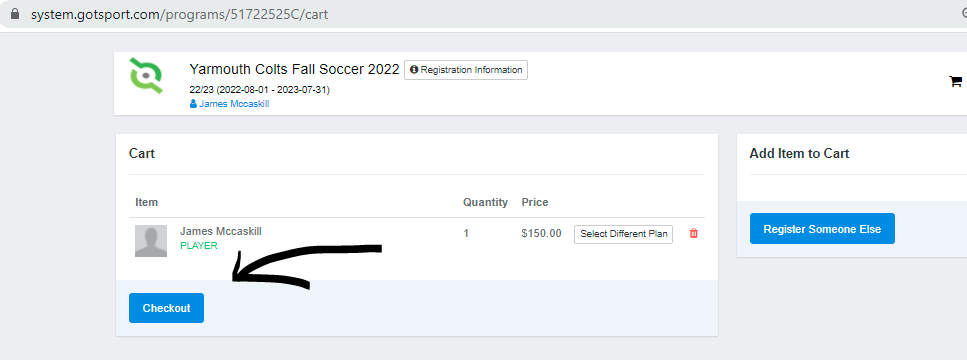 system.gotsport.com/programs/51722525C/cart
Yarmouth Colts Fall Soccer 2022 Registration Information
22/23 (2022-08-01 - 2023-07-31)
James Mccaskill
Cart
Item Quantity Price
James Mccaskill 1 $150.00 Select Different Plan
PLAYER
Checkout
Add Item to Cart
Register Someone Else